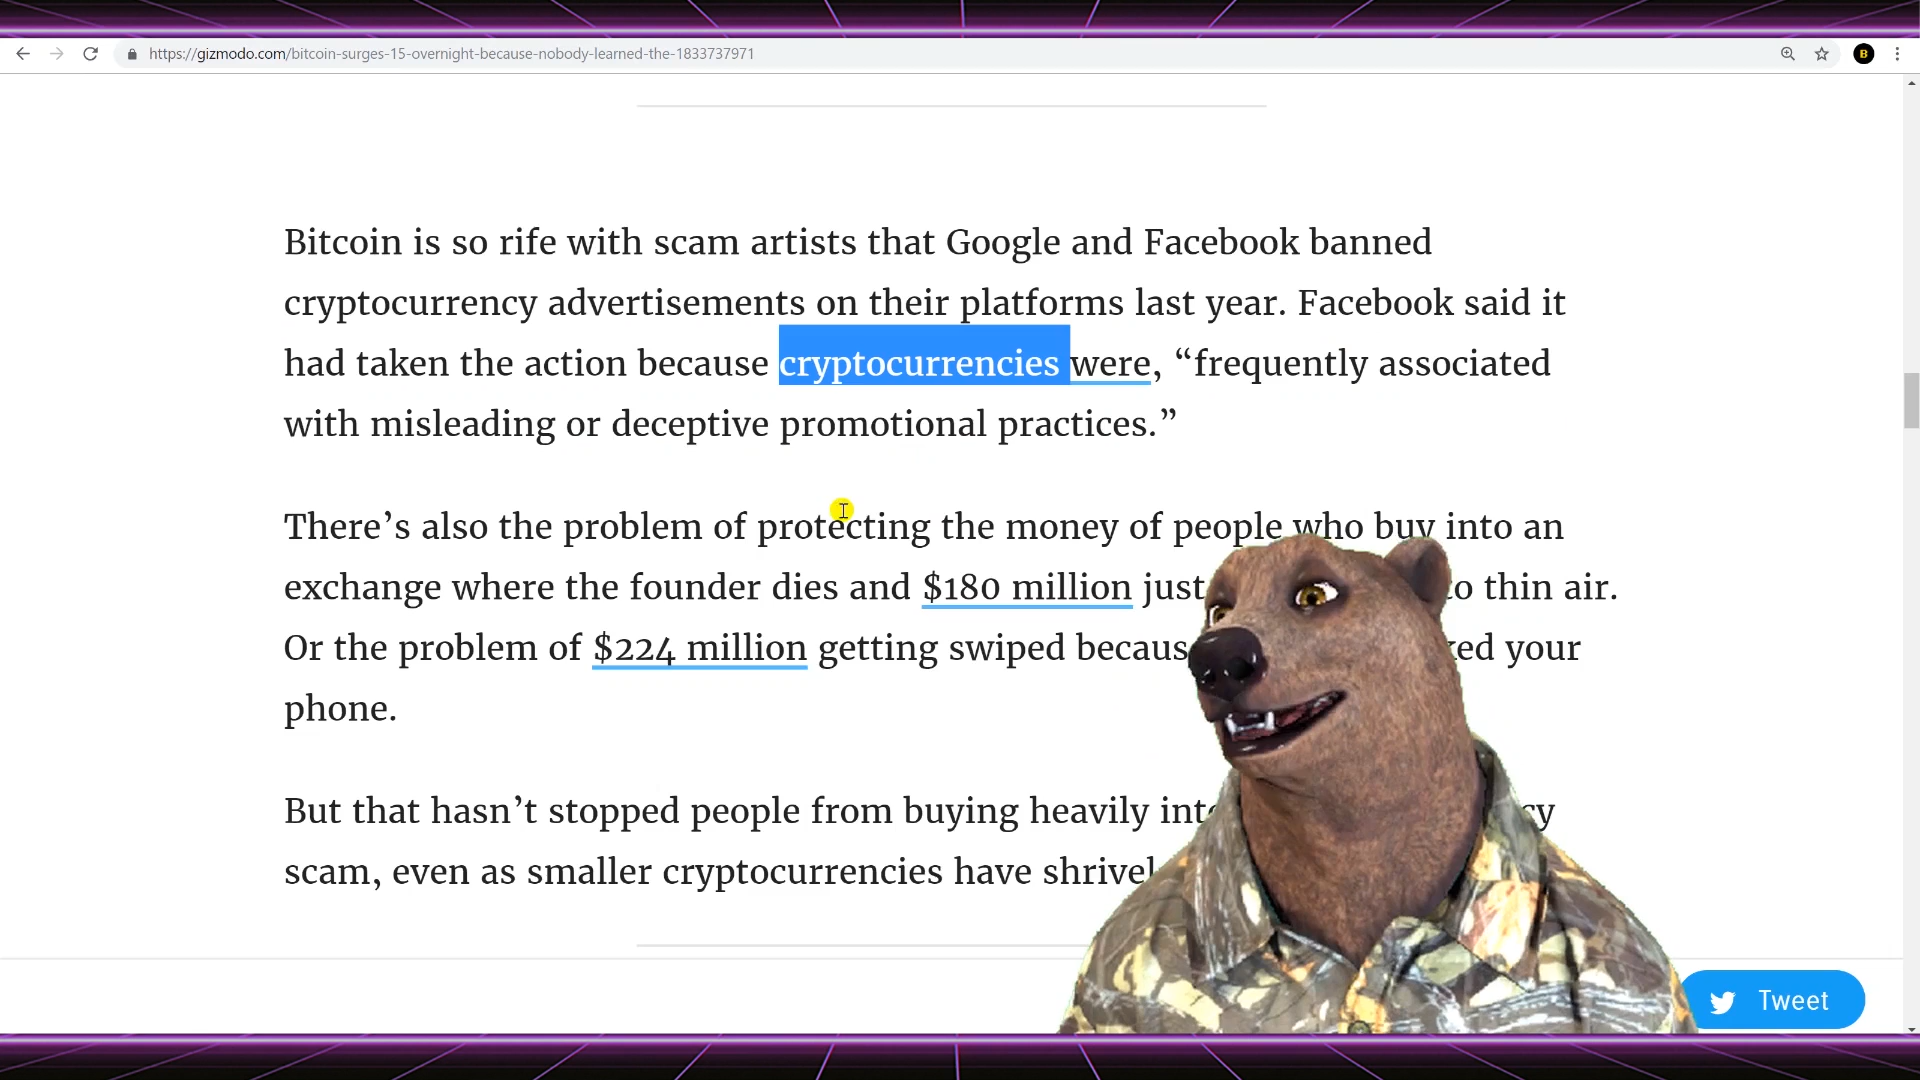 https://gizmodo.com/bitcoin-surges-15-overnight-because-nobody-learned-the-1833737971
B
Bitcoin is so rife with scam artists that Google and Facebook banned
cryptocurrency advertisements on their platforms last year. Facebook said it
had taken the action because cryptocurrencies were, “frequently associated
with misleading or deceptive promotional practices.”
There’s also the problem of protecting the money of people who buy into an
exchange where the founder dies and $180 million just thin air.
Or the problem of $224 million getting swiped your
phone.
But that hasn’t stopped people from buying heavily
scam, even as smaller cryptocurrencies have
Tweet